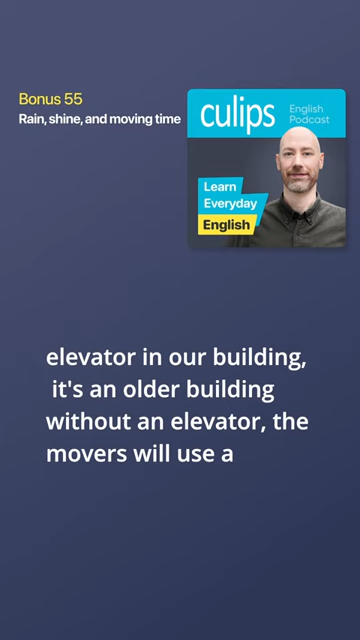 Bonus 55
Rain, shine, and moving time
culips
English
Podcast
Learn
Everyday
English
elevator in our building,
it's an older building
without an elevator, the
movers will use a